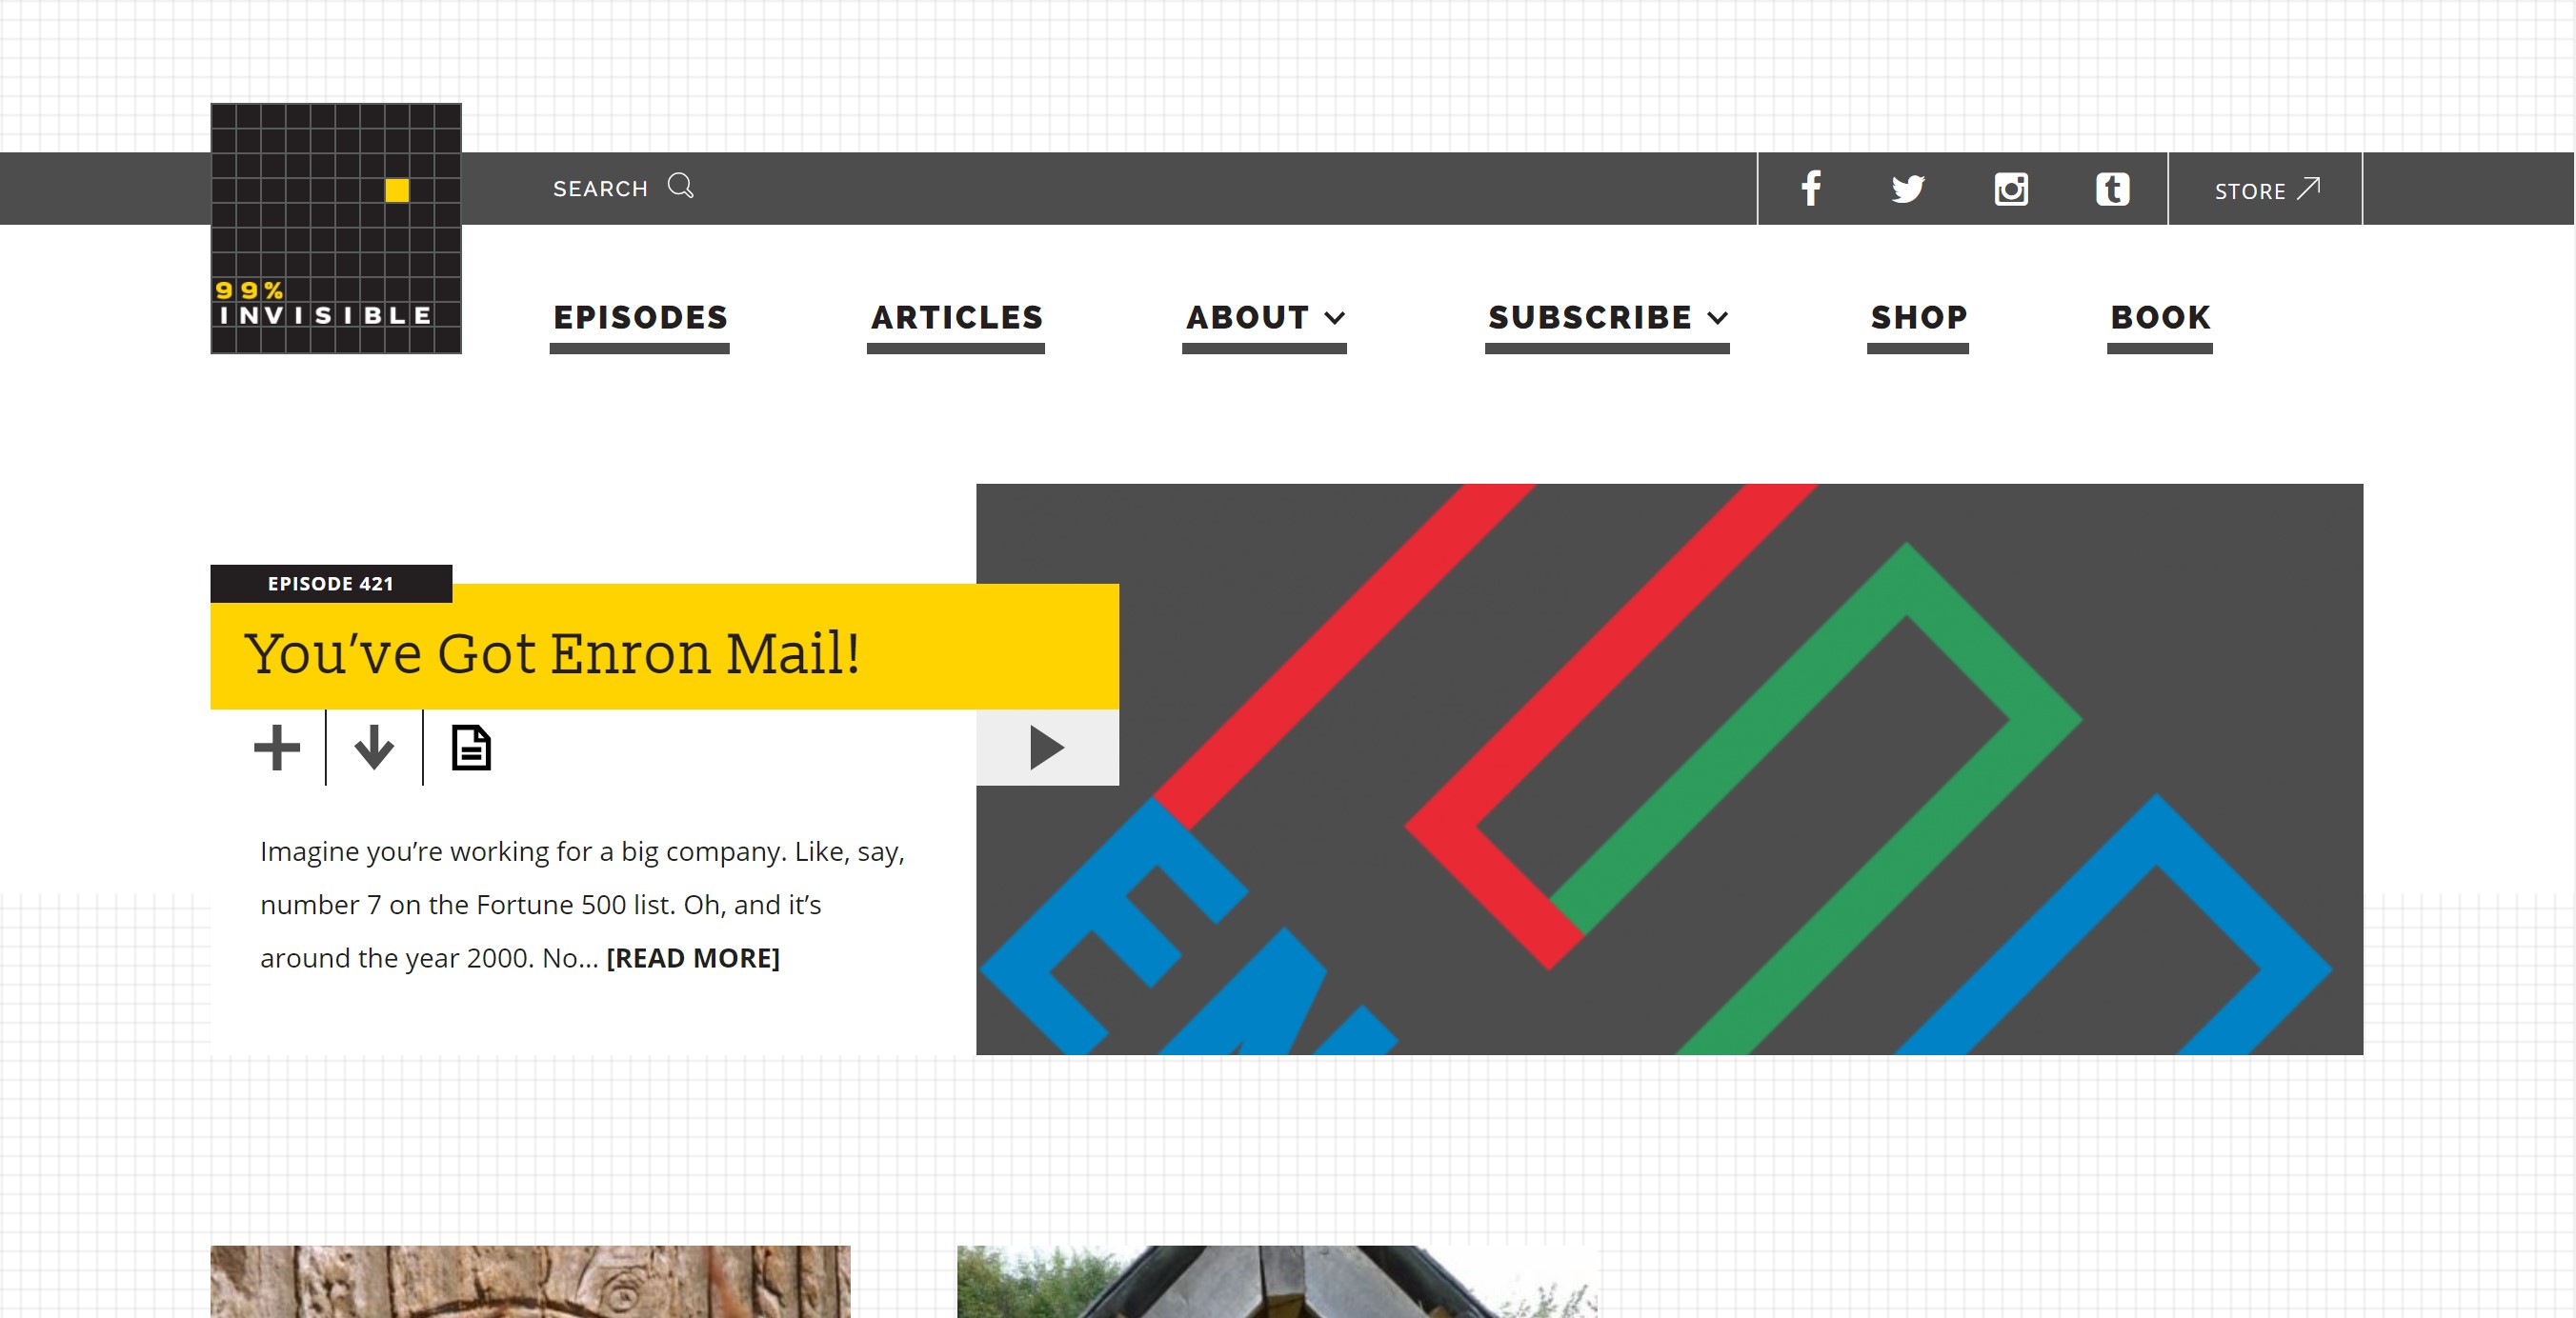 99%
INVISIBLE
SEARCH
STORE
EPISODES
ARTICLES
ABOUT
SUBSCRIBE
SHOP
BOOK
EPISODE 421
You’ve Got Enron Mail!
Imagine you’re working for a big company. Like, say,
number 7 on the Fortune 500 list. Oh, and it’s
around the year 2000. No... [READ MORE]